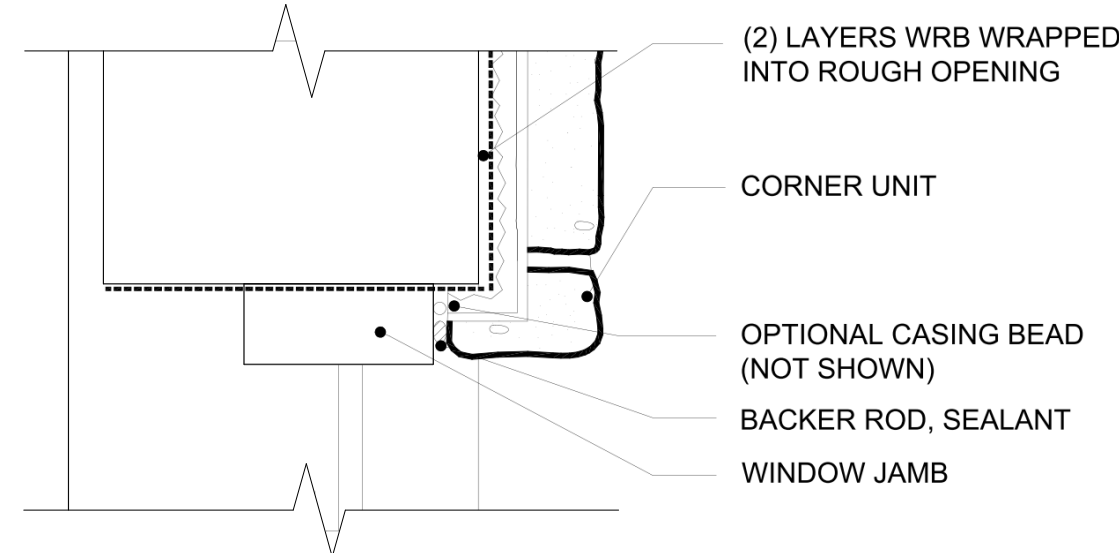 (2) LAYERS WRB WRAPPED
INTO ROUGH OPENING
CORNER UNIT
OPTIONAL CASING BEAD
(NOT SHOWN)
BACKER ROD, SEALANT
WINDOW JAMB